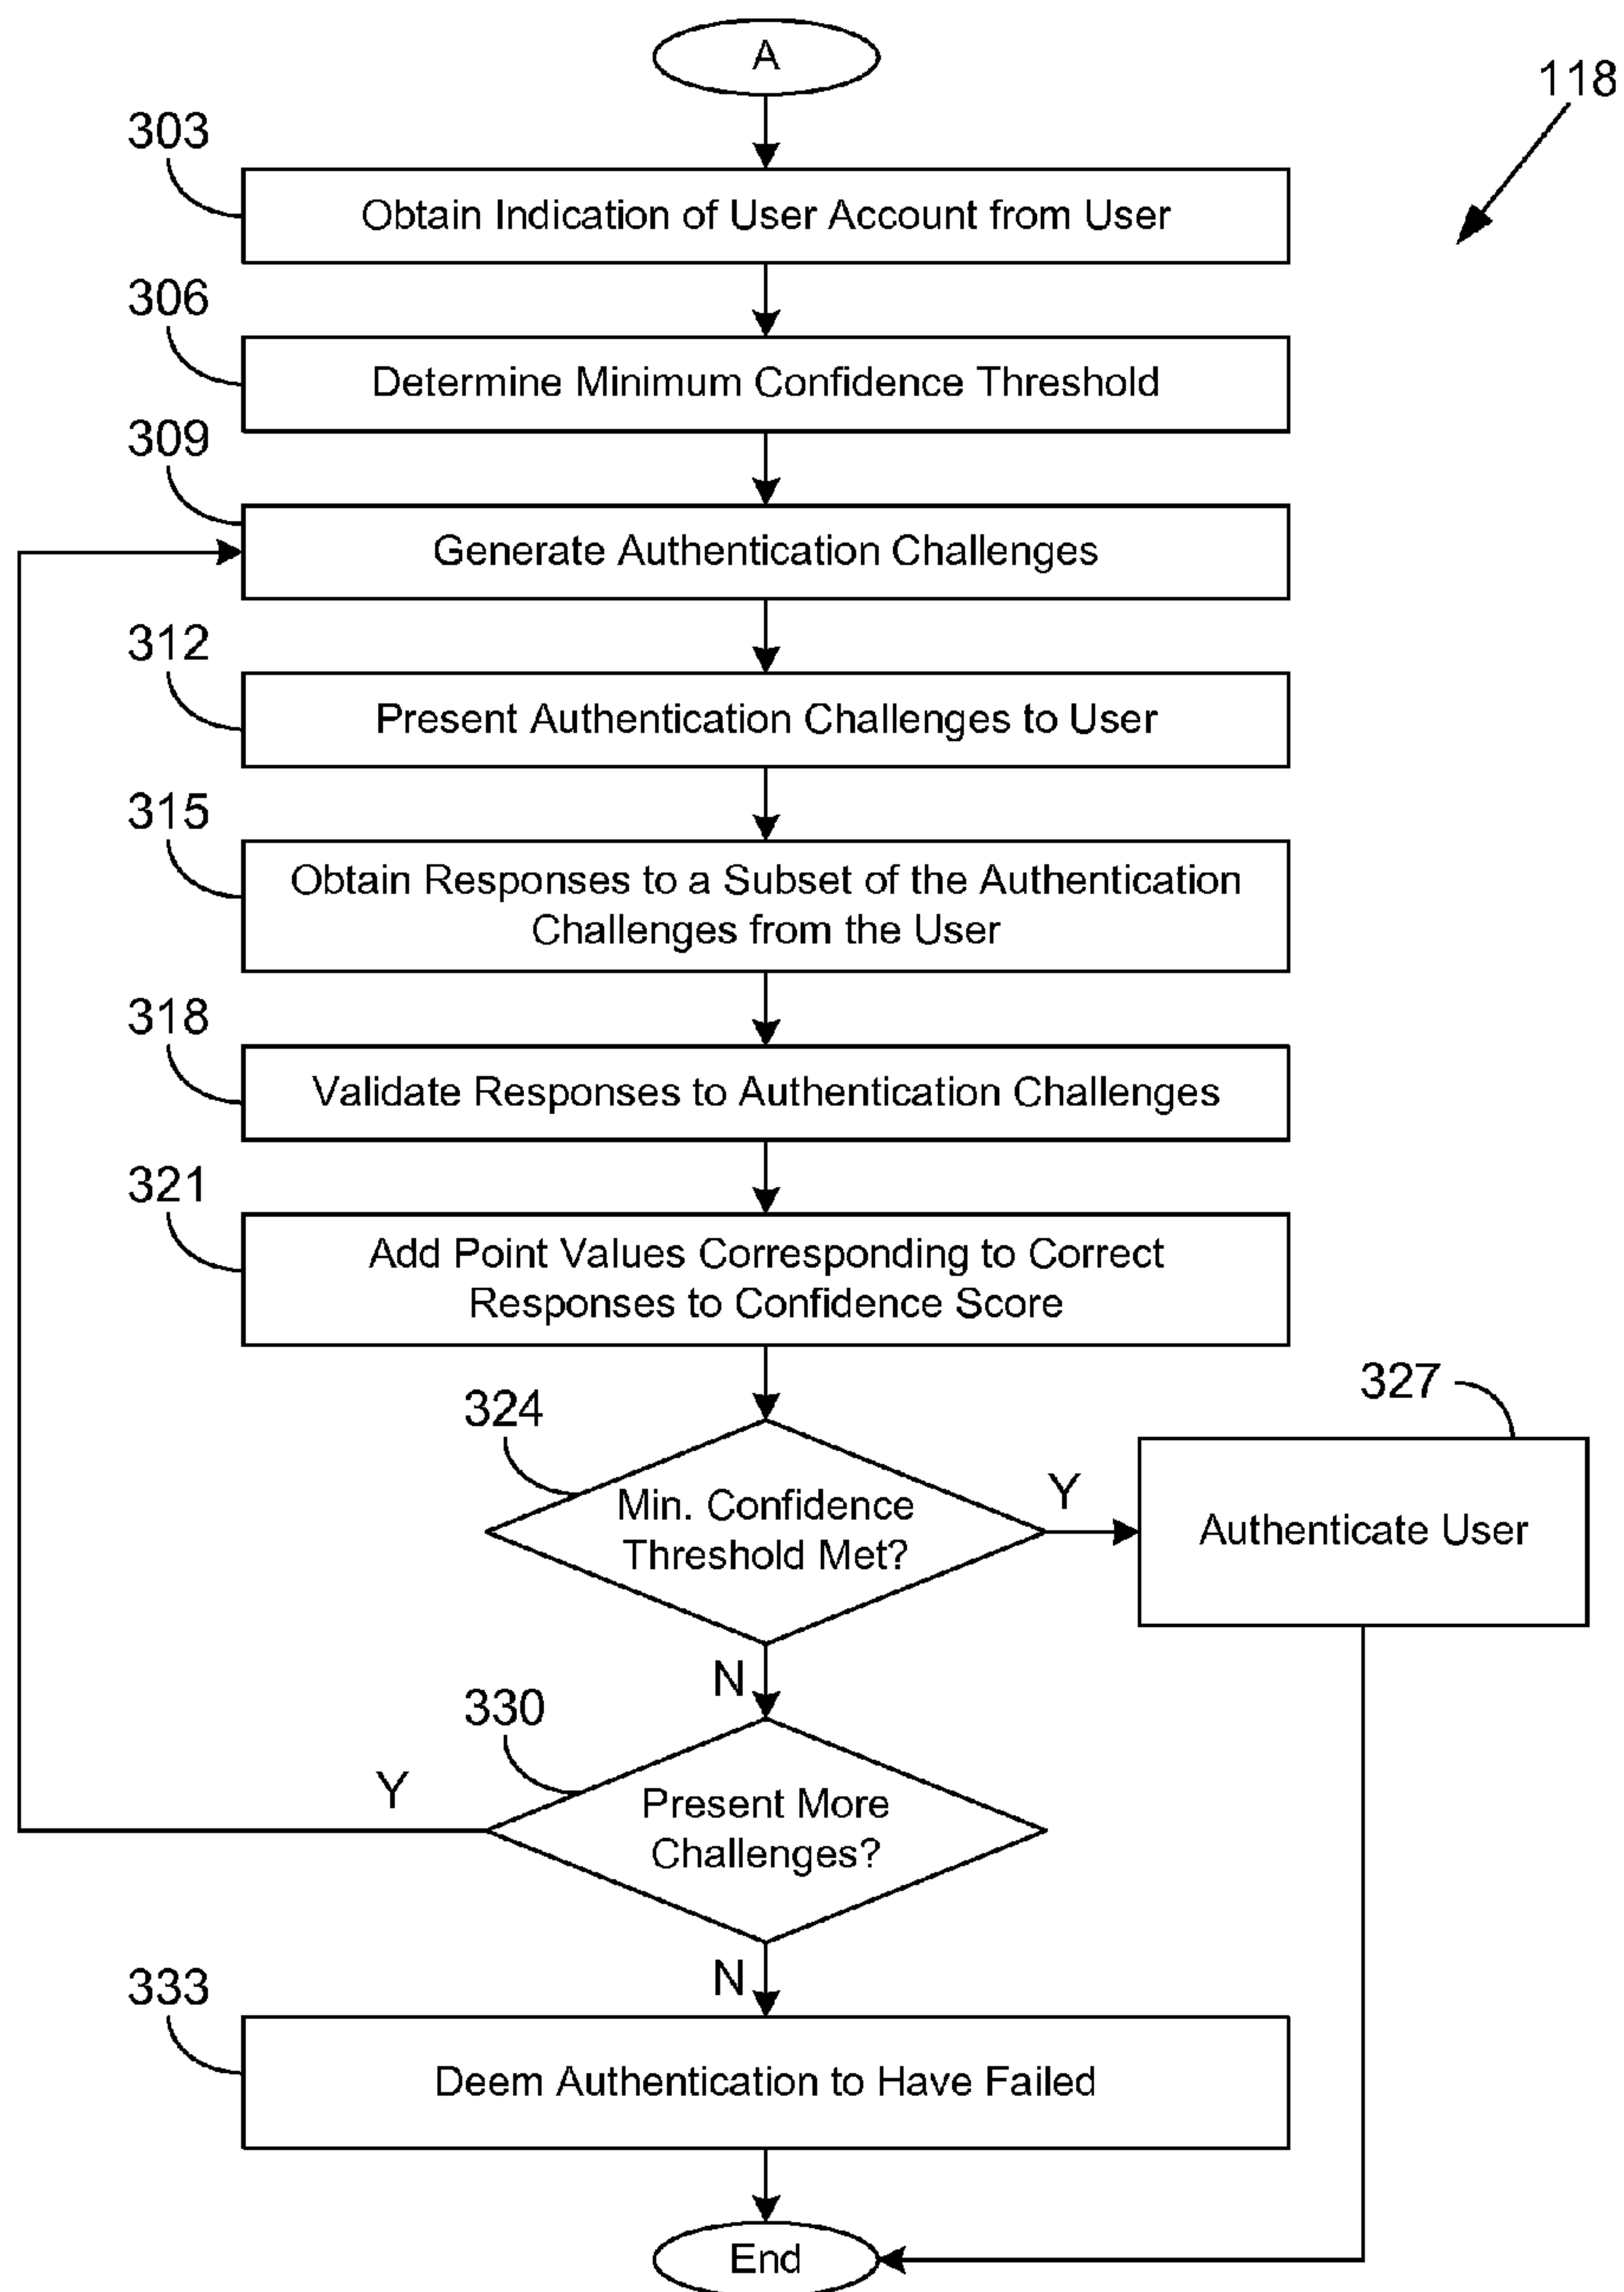 A
118
303
Obtain Indication of User Account from User
306
Determine Minimum Confidence Threshold
309
Generate Authentication Challenges
312
Present Authentication Challenges to User
315
Obtain Responses to a Subset of the Authentication
Challenges from the User
318
Validate Responses to Authentication Challenges
321
Add Point Values Corresponding to Correct
Responses to Confidence Score
327
324
Min. Confidence
Threshold Met?
Y
Authenticate User
N
330
Y
Present More
Challenges?
N
333
Deem Authentication to Have Failed
End